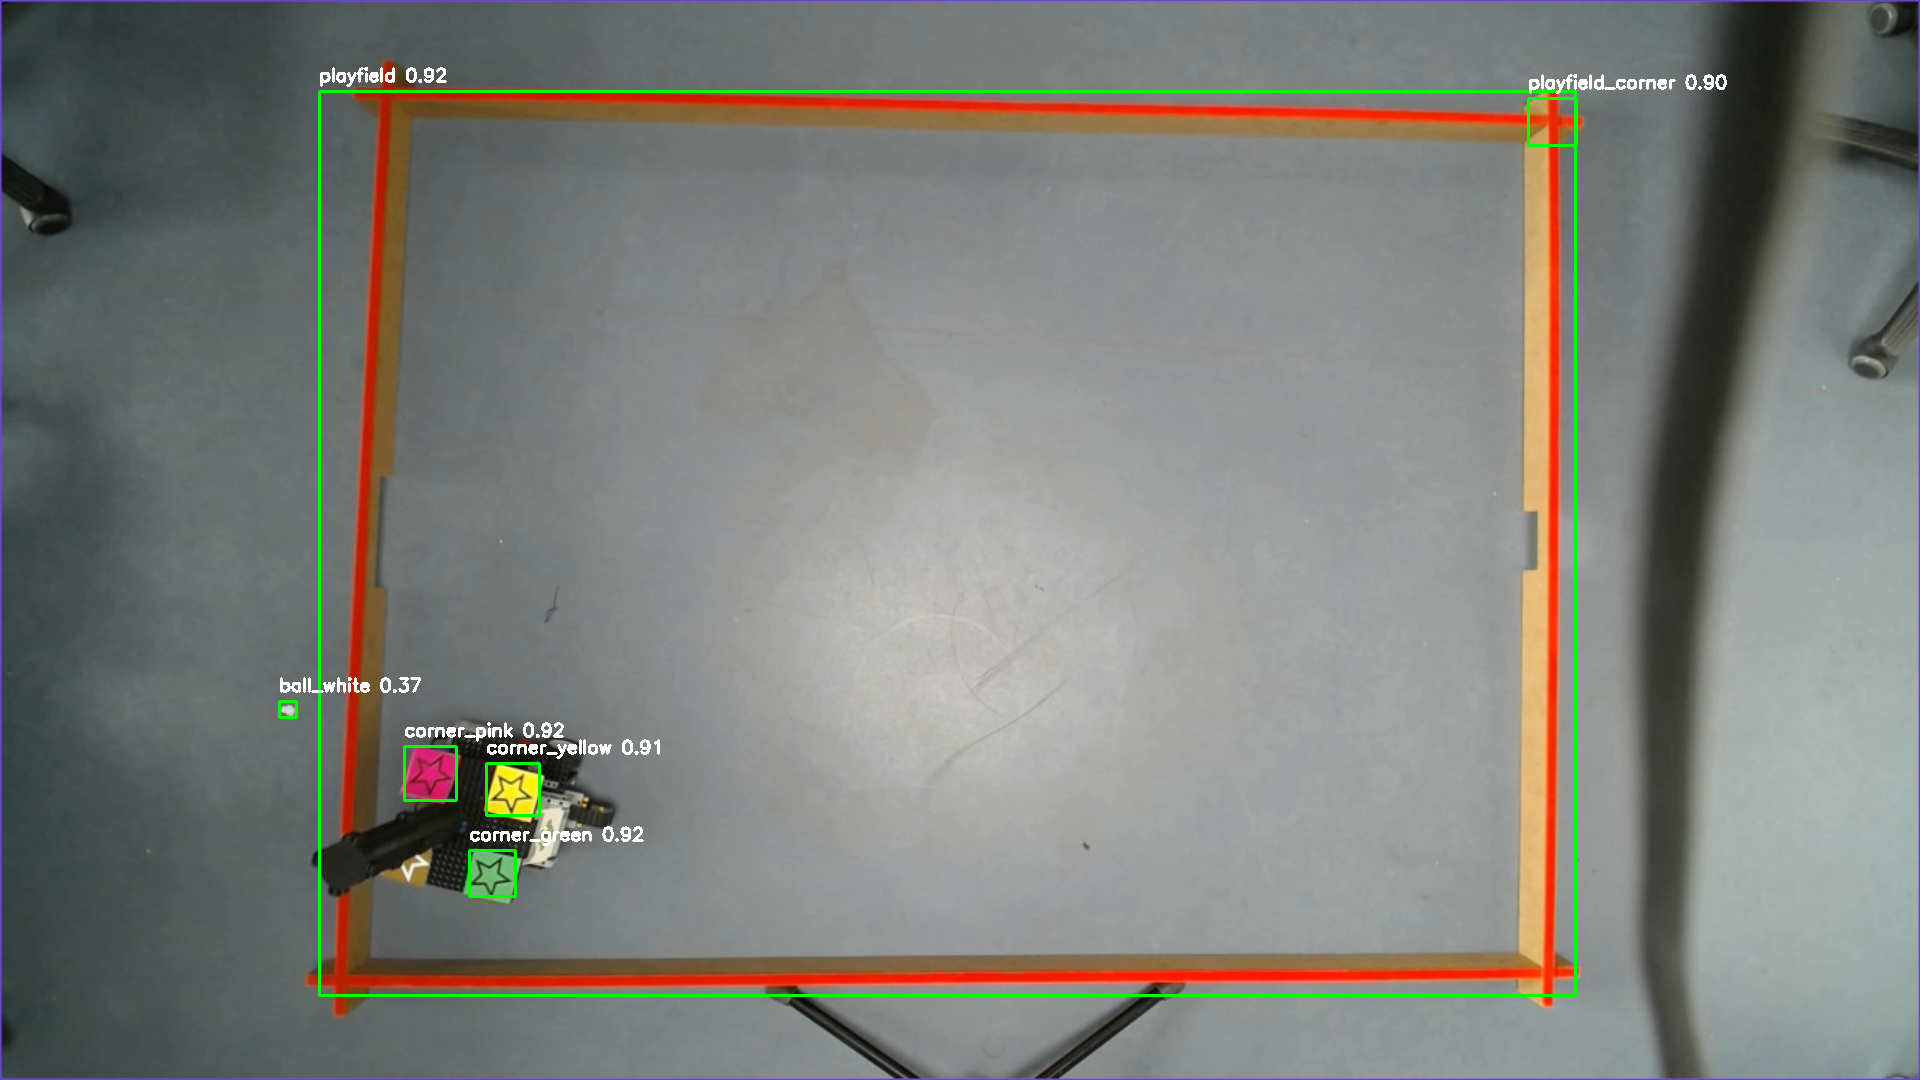 playfield 0.92
playfield_corner 0.90
ball_white 0.37
corner_pink 0.92
corner_yellow 0.91
corner_green 0.92